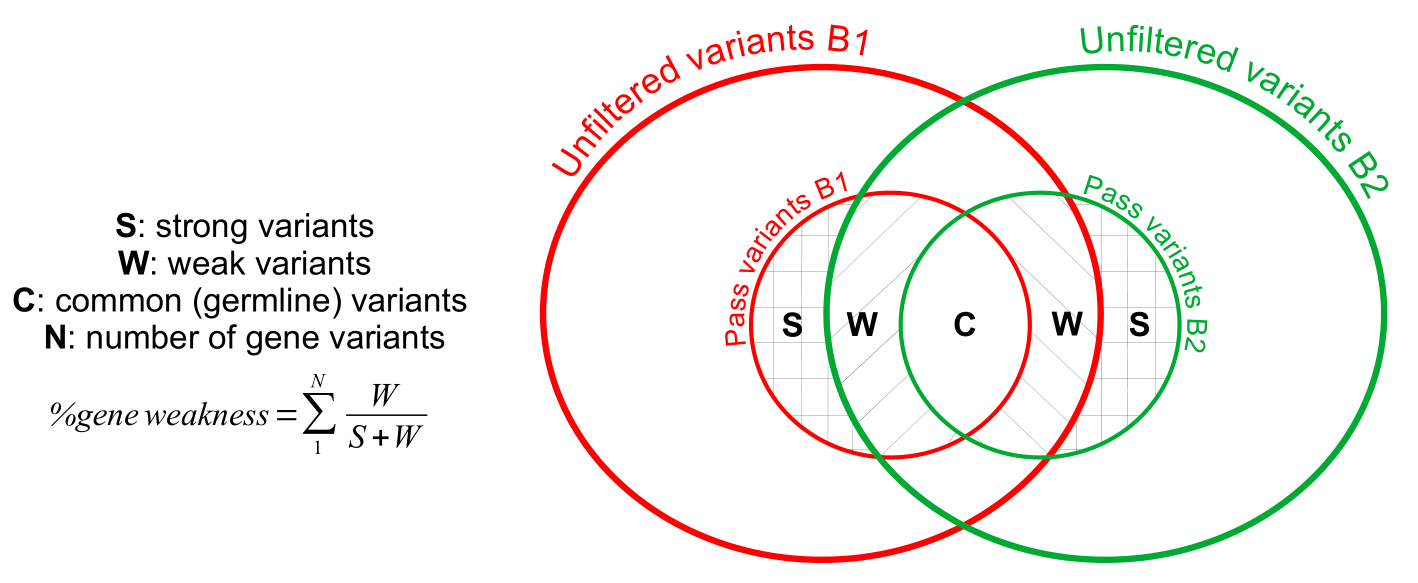 Unfiltered variants B1
Unfiltered variants B2
Pass variants B1
Pass variants B2
S: strong variants
W: weak variants
C: common (germline) variants
N: number of gene variants
%gene weakness = \sum_{1}^{N} \frac{W}{S+W}
S W C W S